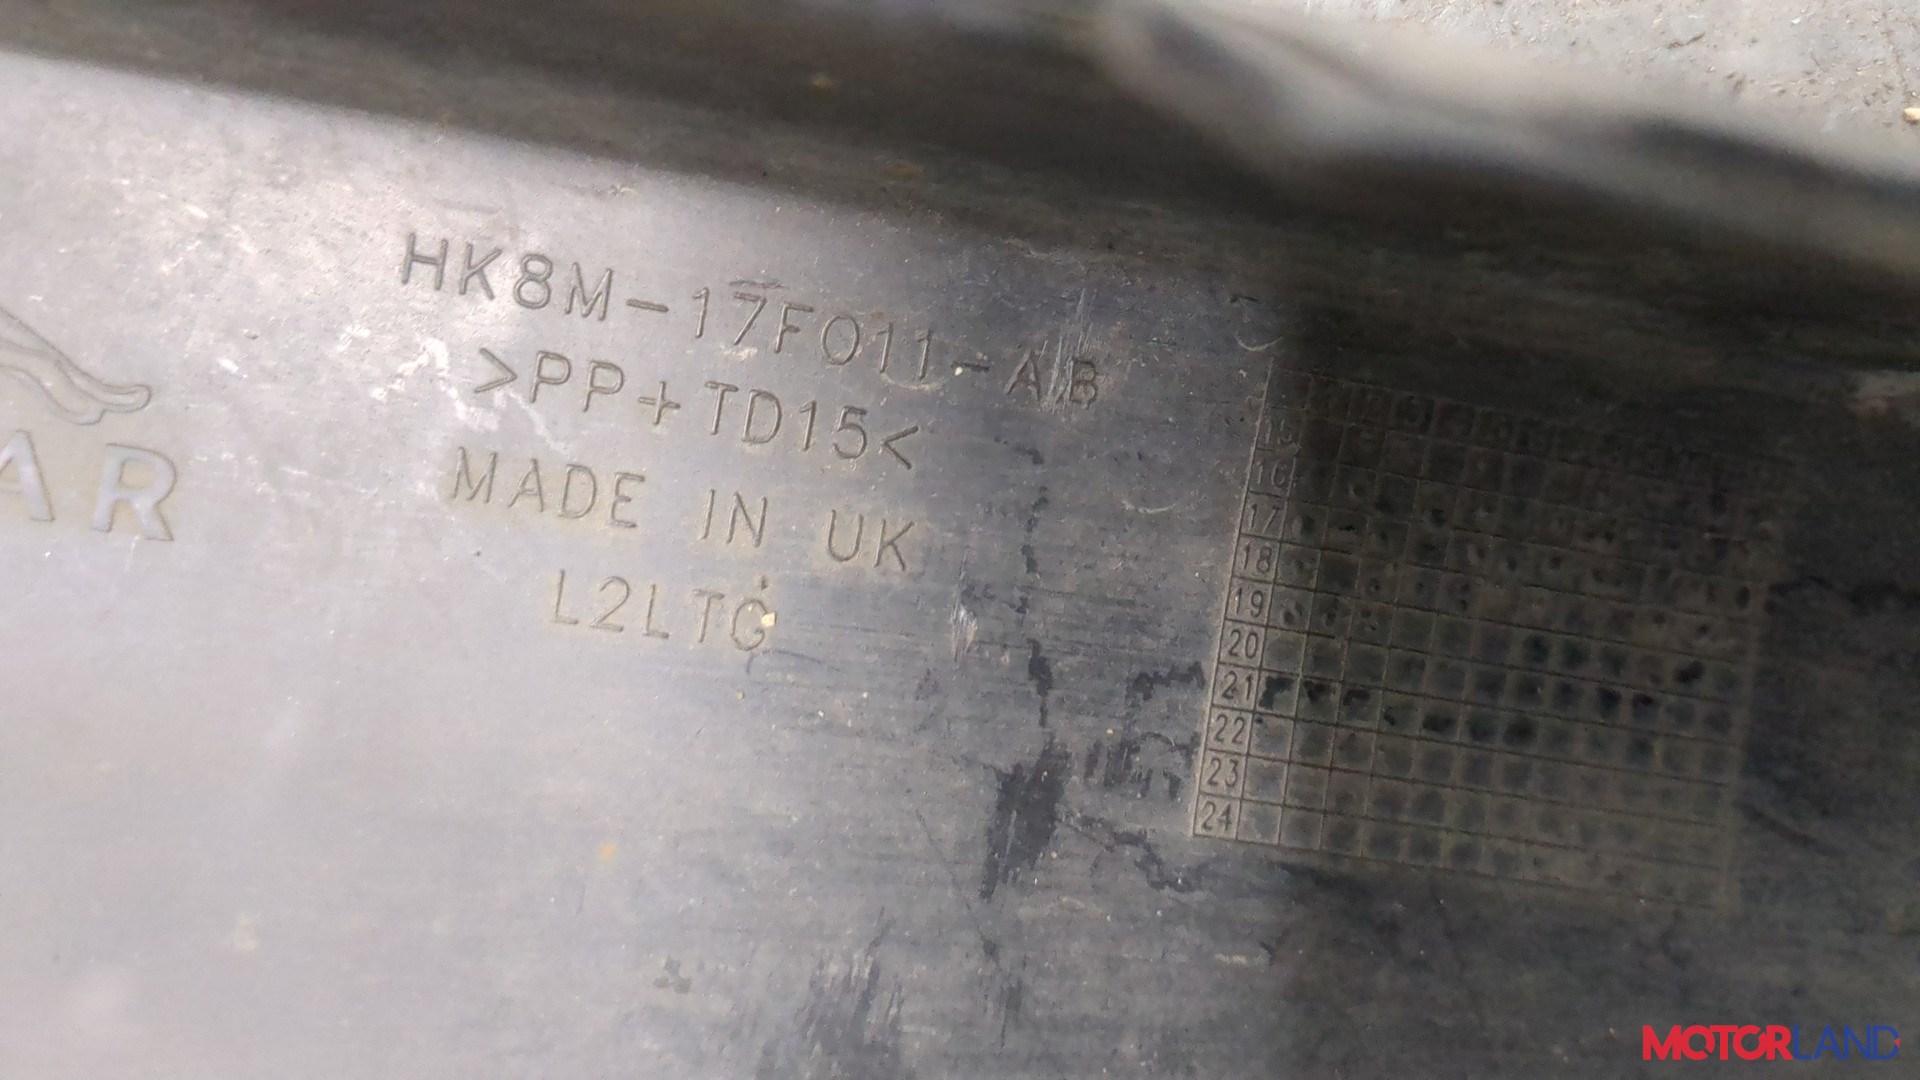 HK8M-17F011-AB
>PP+TD15<
MADE IN UK
L2LTG
AR
15
16
17
18
19
20
21
22
23
24
MOTORLAND